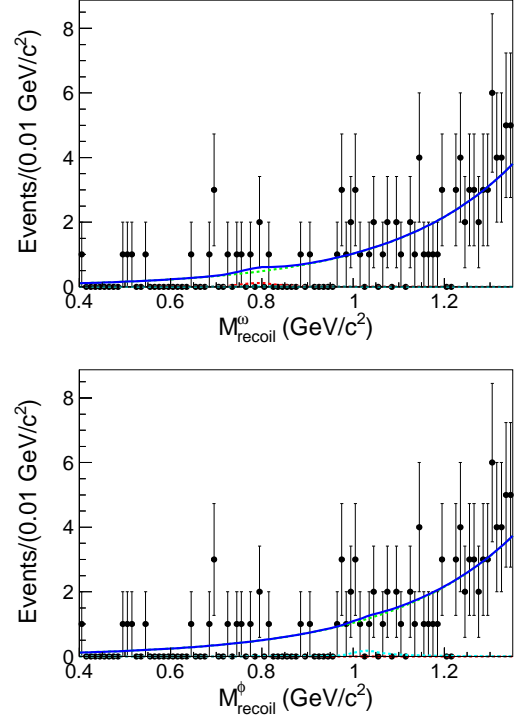 8
6
4
2
0
Events/(0.01 GeV/c²)
0.4 0.6 0.8 1 1.2
M^ω_recoil (GeV/c²)
8
6
4
2
0
Events/(0.01 GeV/c²)
0.4 0.6 0.8 1 1.2
M^ϕ_recoil (GeV/c²)